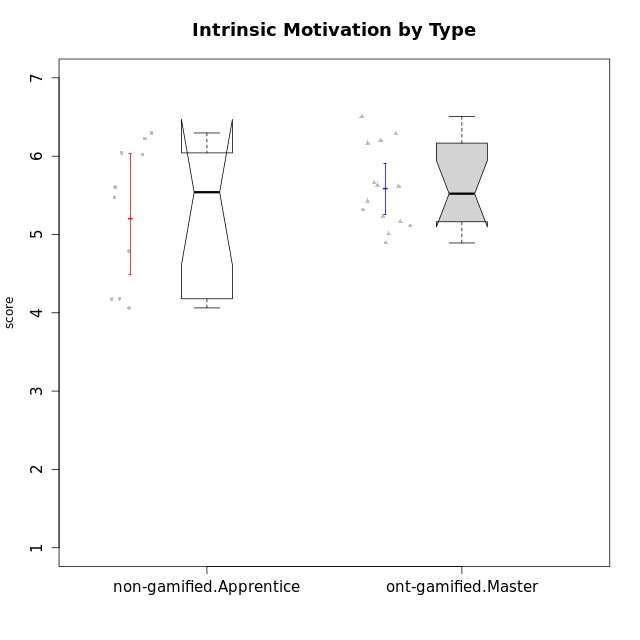 Intrinsic Motivation by Type
7
6
5
4
3
2
1
score
non-gamified.Apprentice
ont-gamified.Master